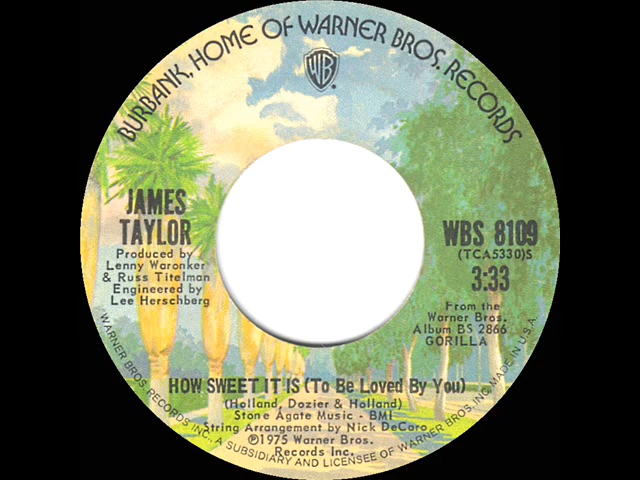 BURBANK, HOME OF WARNER BROS. RECORDS
WB
JAMES
TAYLOR
Produced by
Lenny Waronker
& Russ Titelman
Engineered by
Lee Herschberg
WBS 8109
(TCA5330)S
3:33
From the
Warner Bros.
Album BS 2866
GORILLA
HOW SWEET IT IS (To Be Loved By You)
(Holland, Dozier & Holland)
Stone Agate Music - BMI
String Arrangement by Nick DeCaro
℗1975 Warner Bros.
Records Inc.
WARNER BROS. RECORDS INC., A SUBSIDIARY AND LICENSEE OF WARNER BROS. INC. MADE IN U.S.A.